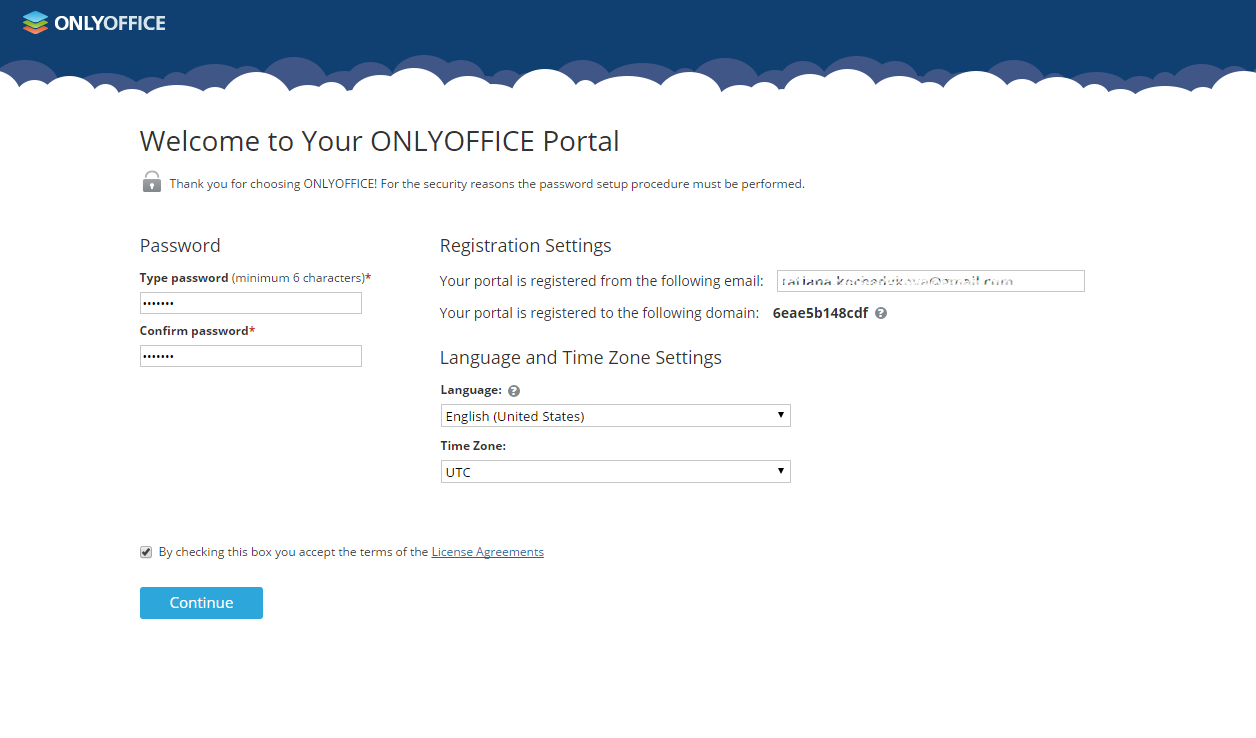 ONLYOFFICE
Welcome to Your ONLYOFFICE Portal
Thank you for choosing ONLYOFFICE! For the security reasons the password setup procedure must be performed.
Password
Type password (minimum 6 characters)*
•••••••
Confirm password*
•••••••
Registration Settings
Your portal is registered from the following email:
Your portal is registered to the following domain: 6eae5b148cdf ?
Language and Time Zone Settings
Language: ?
English (United States)
Time Zone:
UTC
By checking this box you accept the terms of the License Agreements
Continue